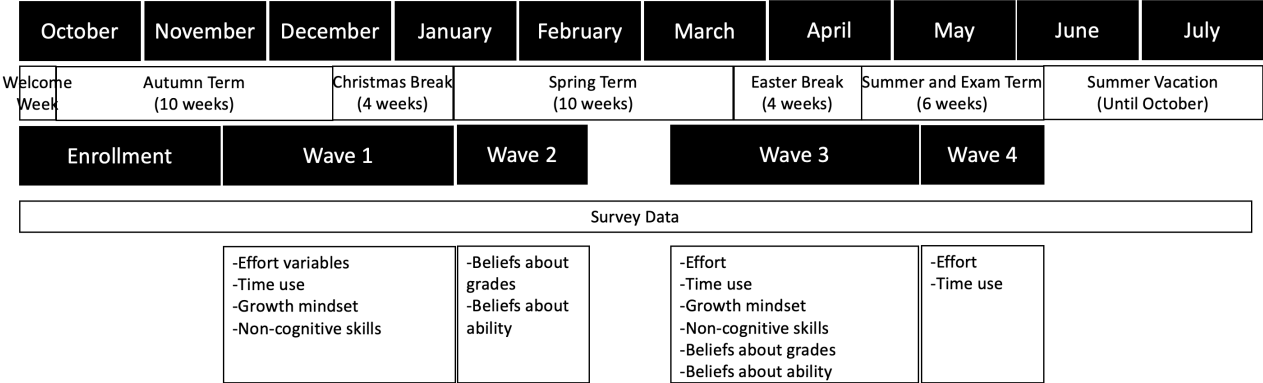 October November December January February March April May June July
Welcome Week
Autumn Term
(10 weeks)
Christmas Break
(4 weeks)
Spring Term
(10 weeks)
Easter Break
(4 weeks)
Summer and Exam Term
(6 weeks)
Summer Vacation
(Until October)
Enrollment Wave 1 Wave 2 Wave 3 Wave 4
Survey Data
-Effort variables
-Time use
-Growth mindset
-Non-cognitive skills
-Beliefs about
grades
-Beliefs about
ability
-Effort
-Time use
-Growth mindset
-Non-cognitive skills
-Beliefs about grades
-Beliefs about ability
-Effort
-Time use